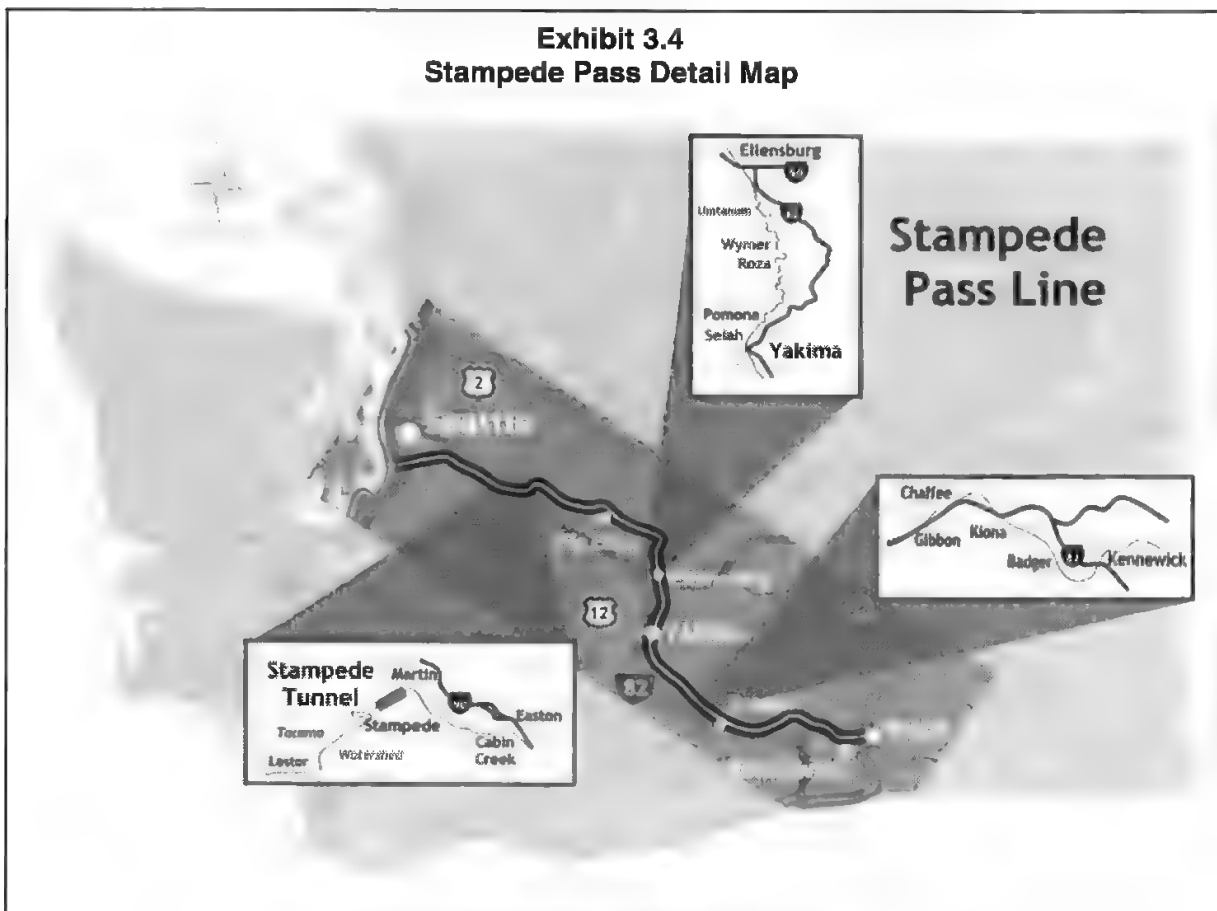 Exhibit 3.4
Stampede Pass Detail Map
Ellensburg
Umtanum
Wymer
Roza
Pomona
Selah
Yakima
Stampede
Pass Line
2
Chaffee
Gibbon
Kiona
Badger
Kennewick
12
82
Stampede
Tunnel
Martin
90
Easton
Stampede
Tacoma
Watershed
Lester
Cabin
Creek